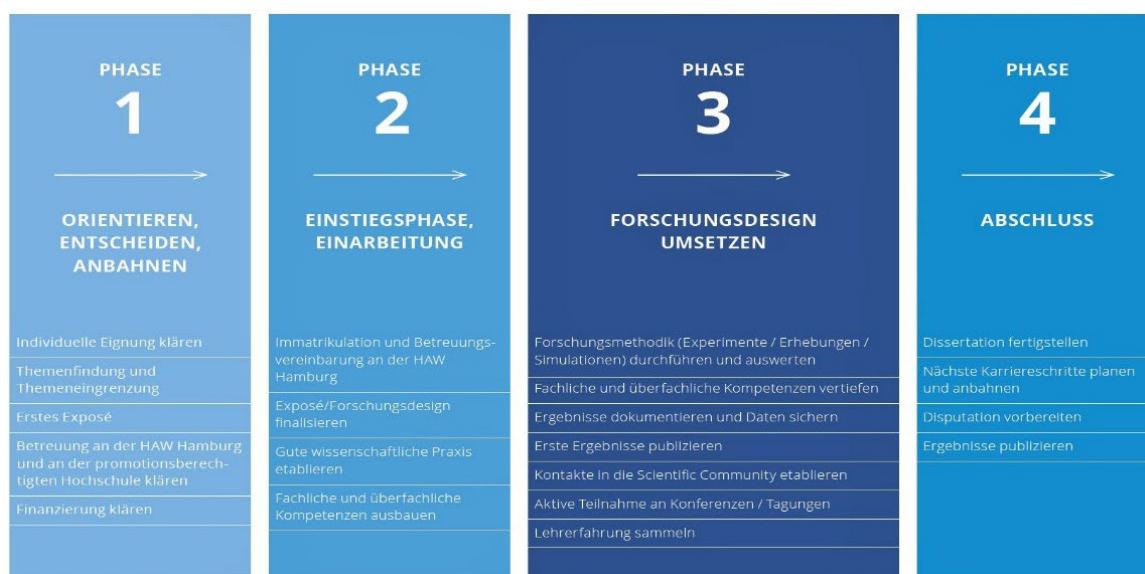 PHASE
1
ORIENTIEREN,
ENTSCHEIDEN,
ANBAHNEN
Individuelle Eignung klären
Themenfindung und
Themeneingrenzung
Erstes Exposé
Betreuung an der HAW Hamburg
und an der promotionsberech-
tigten Hochschule klären
Finanzierung klären
PHASE
2
EINSTIEGSPHASE,
EINARBEITUNG
Immatrikulation und Betreuungs-
vereinbarung an der HAW
Hamburg
Exposé/Forschungsdesign
finalisieren
Gute wissenschaftliche Praxis
etablieren
Fachliche und überfachliche
Kompetenzen ausbauen
PHASE
3
FORSCHUNGSDESIGN
UMSETZEN
Forschungsmethodik (Experimente / Erhebungen /
Simulationen) durchführen und auswerten
Fachliche und überfachliche Kompetenzen vertiefen
Ergebnisse dokumentieren und Daten sichern
Erste Ergebnisse publizieren
Kontakte in die Scientific Community etablieren
Aktive Teilnahme an Konferenzen / Tagungen
Lehrerfahrung sammeln
PHASE
4
ABSCHLUSS
Dissertation fertigstellen
Nächste Karriereschritte planen
und anbahnen
Disputation vorbereiten
Ergebnisse publizieren